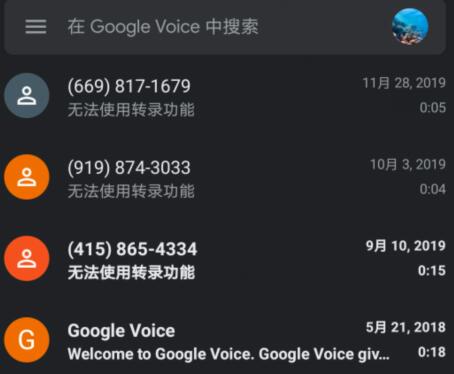 在 Google Voice 中搜索
(669) 817-1679 11月 28, 2019
无法使用转录功能 0:05
(919) 874-3033 10月 3, 2019
无法使用转录功能 0:04
(415) 865-4334 9月 10, 2019
无法使用转录功能 0:15
G
Google Voice 5月 21, 2018
Welcome to Google Voice. Google Voice giv... 0:18